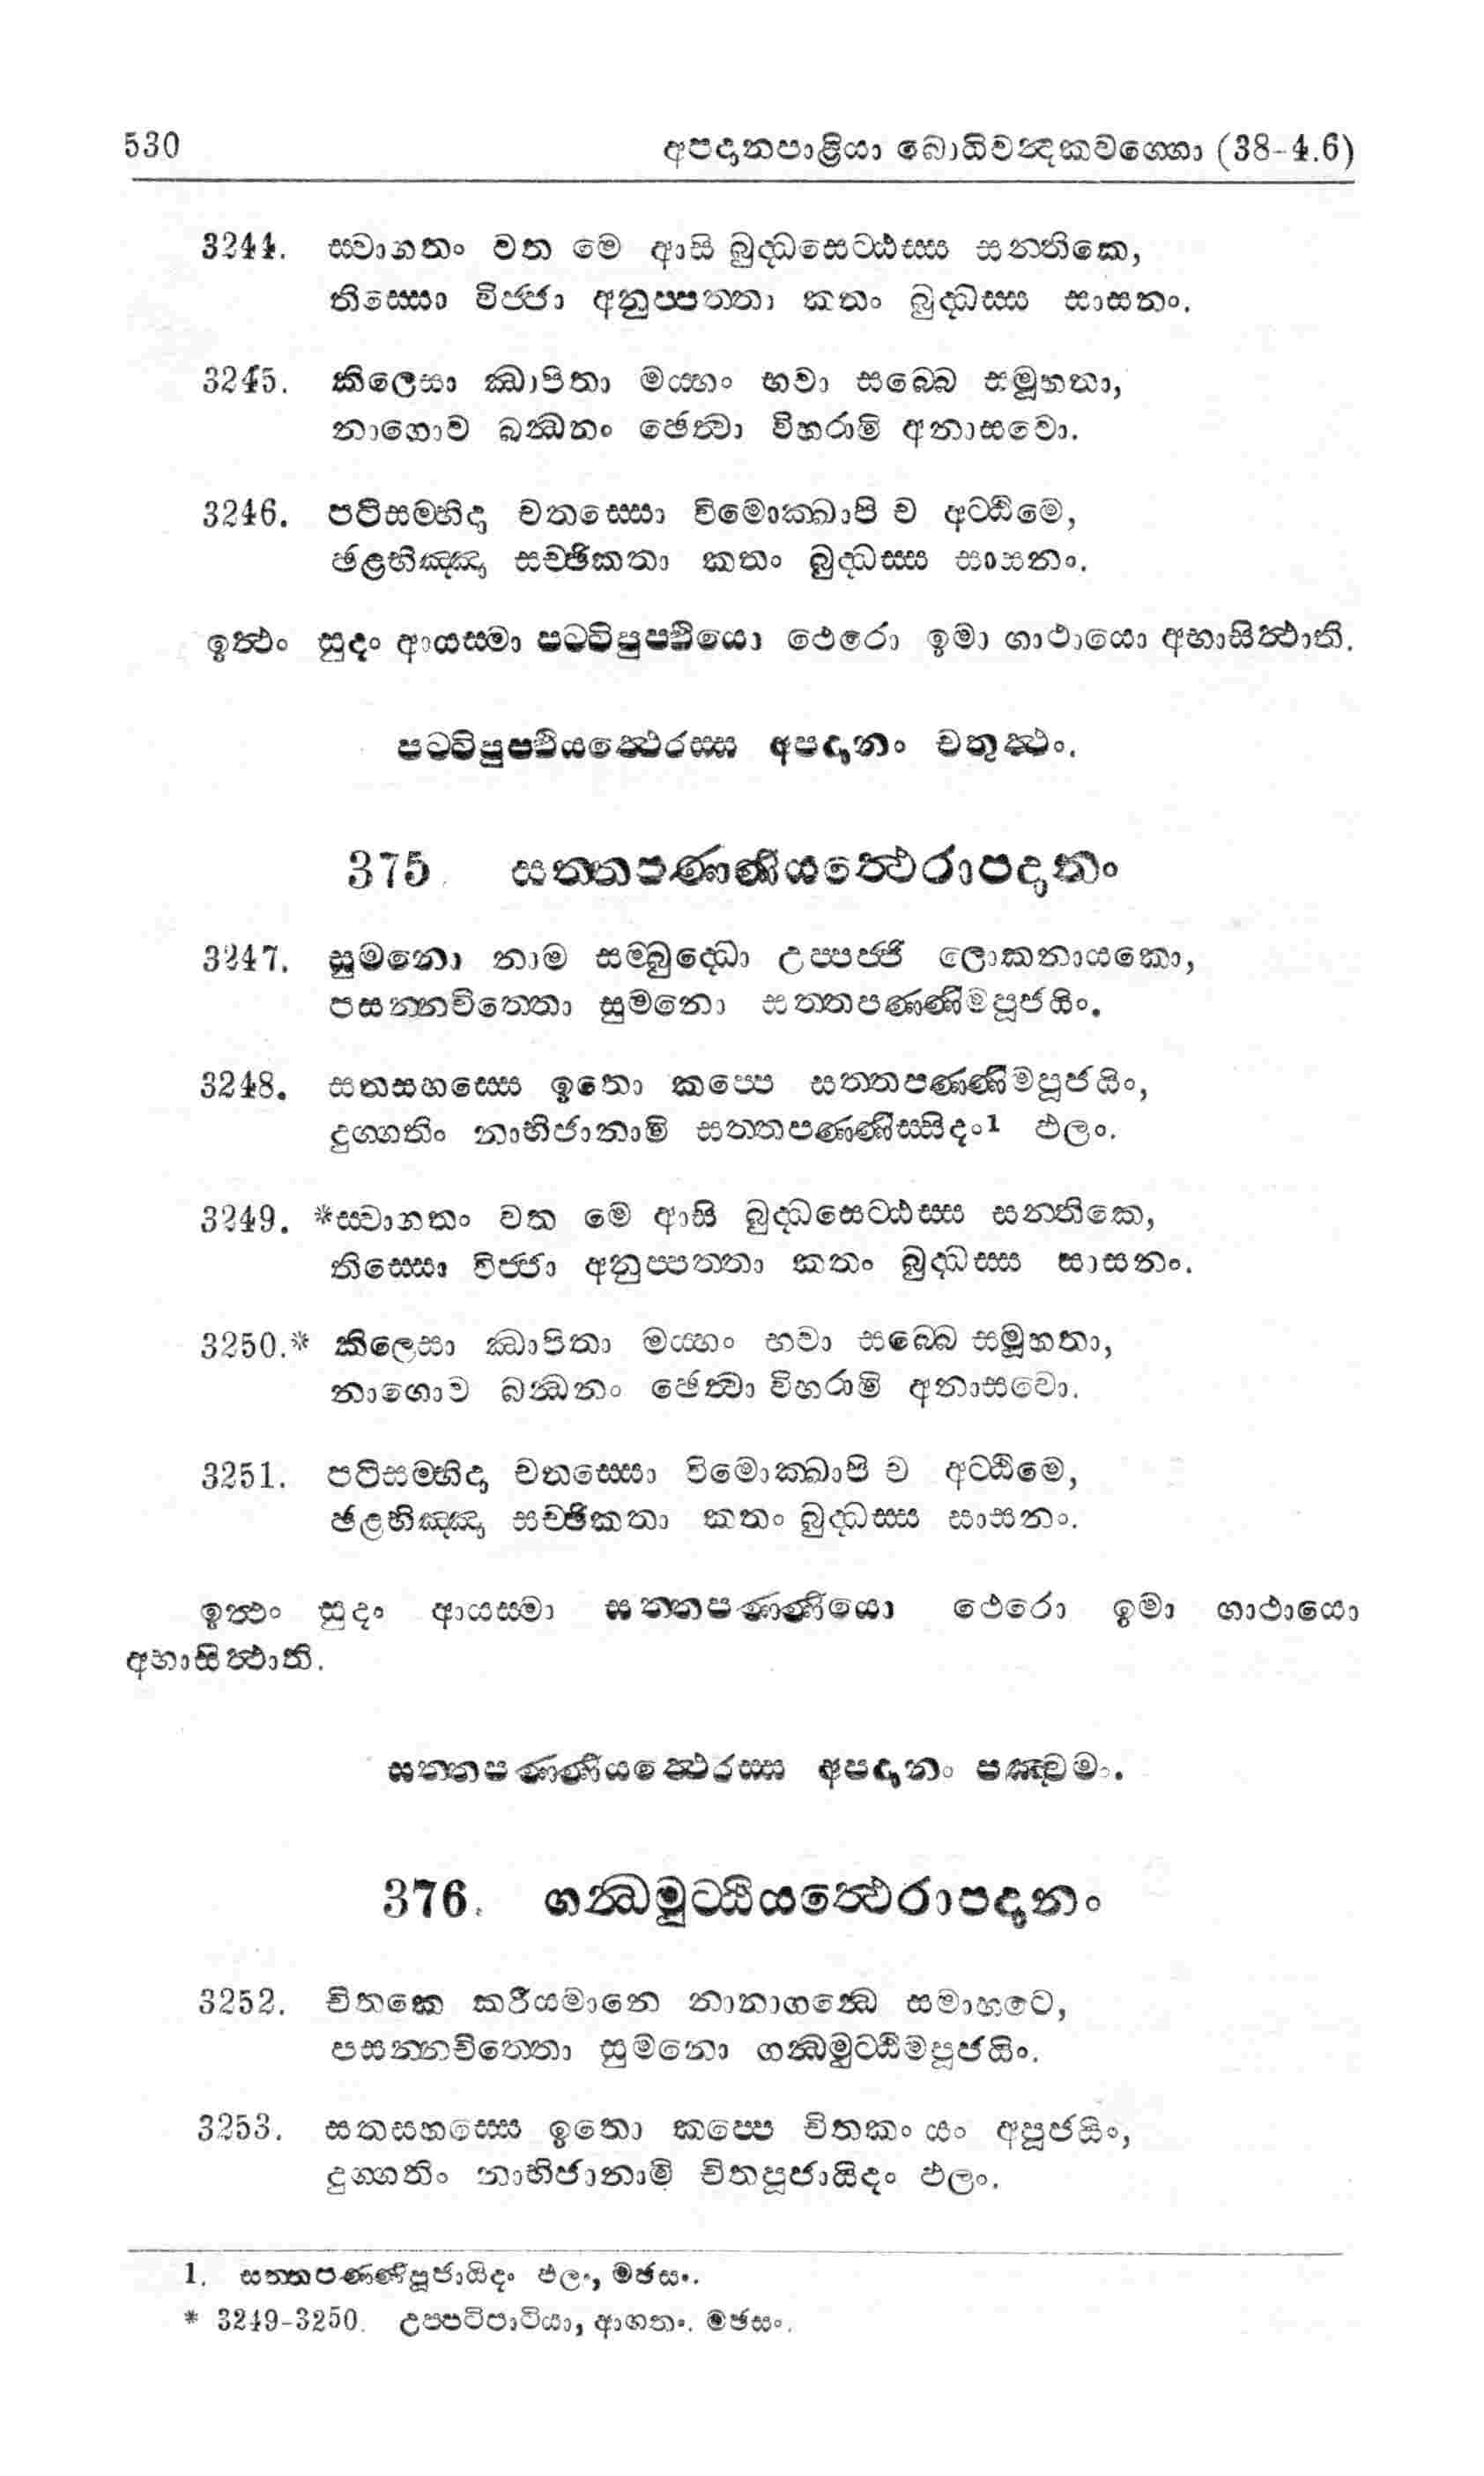 530 අපදානපාළියා බොධිවන්දකවග්ගො (38-4.6)
3244. ස්වාගතං වත මෙ ආසි බුද්ධසෙට්ඨස්ස සන්තිකෙ,
තිස්සො විජ්ජා අනුප්පත්තා කතං බුද්ධස්ස සාසනං.
3245. කිලෙසා ඣාපිතා මය්හං භවා සබ්බෙ සමූහතා,
නාගොව බන්ධනං ඡෙත්වා විහරාමි අනාසවො.
3246. පටිසම්භිදා චතස්සො විමොක්ඛාපි ච අට්ඨිමෙ,
ඡළභිඤ්ඤා සච්ඡිකතා කතං බුද්ධස්ස සාසනං.
ඉත්ථං සුදං ආයස්මා පටවිපුප්ඵියො ථෙරො ඉමා ගාථායො අභාසිත්ථාති.
පටවිපුප්ඵියත්ථෙරස්ස අපදානං චතුත්ථං.
375. සත්තපණ්ණියත්ථෙරාපදානං
3247. සුමනො නාම සම්බුද්ධො උප්පජ්ජි ලොකනායකො,
පසන්නචිත්තො සුමනො සත්තපණ්ණිමපූජයිං.
3248. සතසහස්සෙ ඉතො කප්පෙ සත්තපණ්ණිමපූජයිං,
දුග්ගතිං නාභිජානාමි සත්තපණ්ණිස්සිදං1 ඵලං.
3249. *ස්වාගතං වත මෙ ආසි බුද්ධසෙට්ඨස්ස සන්තිකෙ,
තිස්සො විජ්ජා අනුප්පත්තා කතං බුද්ධස්ස සාසනං.
3250.* කිලෙසා ඣාපිතා මය්හං භවා සබ්බෙ සමූහතා,
නාගොව බන්ධනං ඡෙත්වා විහරාමි අනාසවො.
3251. පටිසම්භිදා චතස්සො විමොක්ඛාපි ච අට්ඨිමෙ,
ඡළභිඤ්ඤා සච්ඡිකතා කතං බුද්ධස්ස සාසනං.
ඉත්ථං සුදං ආයස්මා සත්තපණ්ණියො ථෙරො ඉමා ගාථායො
අභාසිත්ථාති.
සත්තපණ්ණියත්ථෙරස්ස අපදානං පඤ්චමං.
376. ගන්ධමුට්ඨියත්ථෙරාපදානං
3252. චිතකෙ කරීයමානෙ නානාගන්ධෙ සමාහටෙ,
පසන්නචිත්තො සුමනො ගන්ධමුට්ඨිමපූජයිං.
3253. සතසහස්සෙ ඉතො කප්පෙ චිතකං යං අපූජයිං,
දුග්ගතිං නාභිජානාමි චිතපූජායිදං ඵලං.
1. සත්තපණ්ණිපූජායිදං ඵලං, මඡසං.
* 3249-3250. උප්පටිපාටියා, ආගතං. මඡසං.